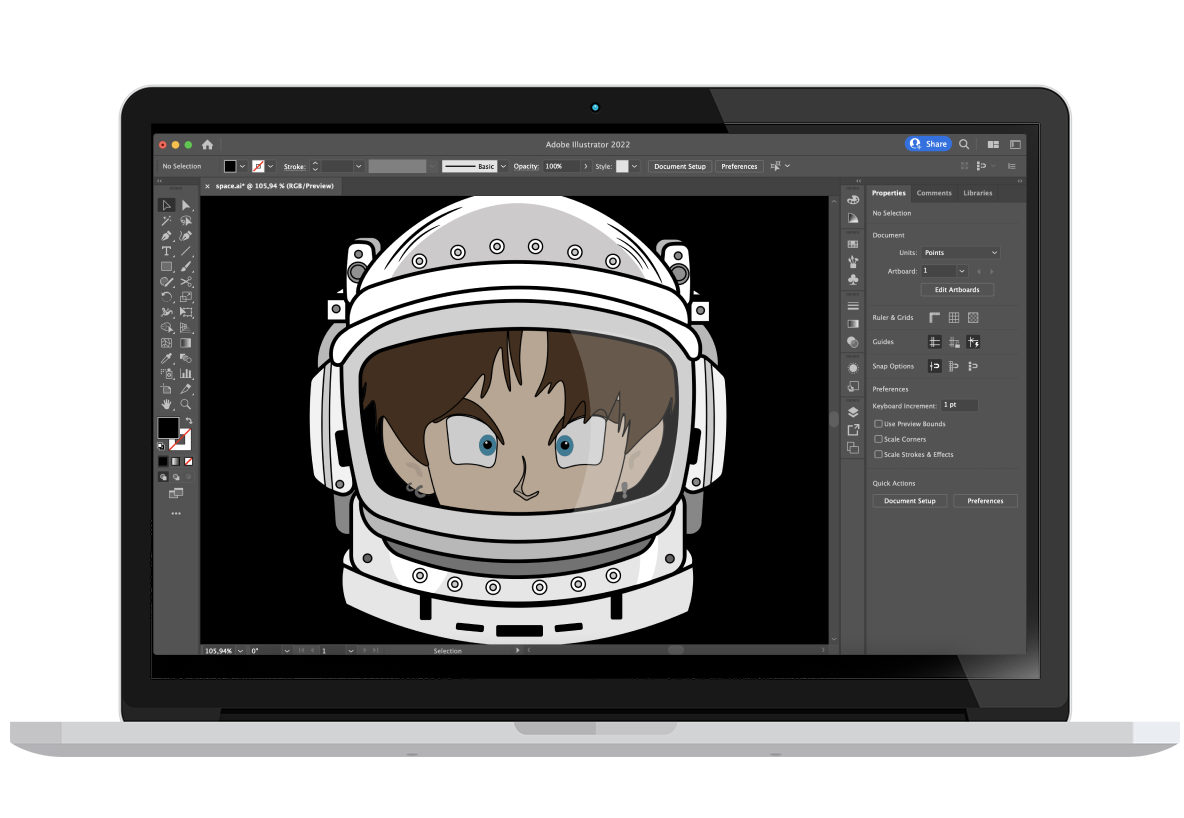 Adobe Illustrator 2022
Share
No Selection
Stroke:
Basic
Opacity:
100%
Style:
Document Setup
Preferences
× space.ai* @ 105,94 % (RGB/Preview)
Properties
Comments
Libraries
No Selection
Document
Units:
Points
Artboard:
1
Edit Artboards
Ruler & Grids
Guides
Snap Options
Preferences
Keyboard Increment:
1 pt
Use Preview Bounds
Scale Corners
Scale Strokes & Effects
Quick Actions
Document Setup
Preferences
105,94%
0°
1
Selection